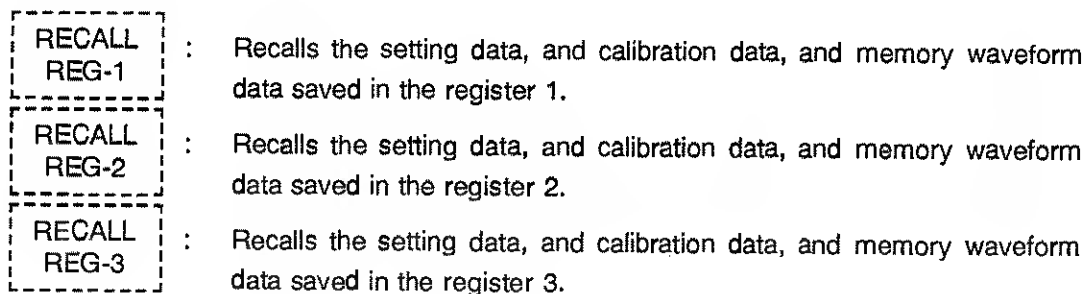 RECALL : Recalls the setting data, and calibration data, and memory waveform
REG-1 data saved in the register 1.
RECALL : Recalls the setting data, and calibration data, and memory waveform
REG-2 data saved in the register 2.
RECALL : Recalls the setting data, and calibration data, and memory waveform
REG-3 data saved in the register 3.